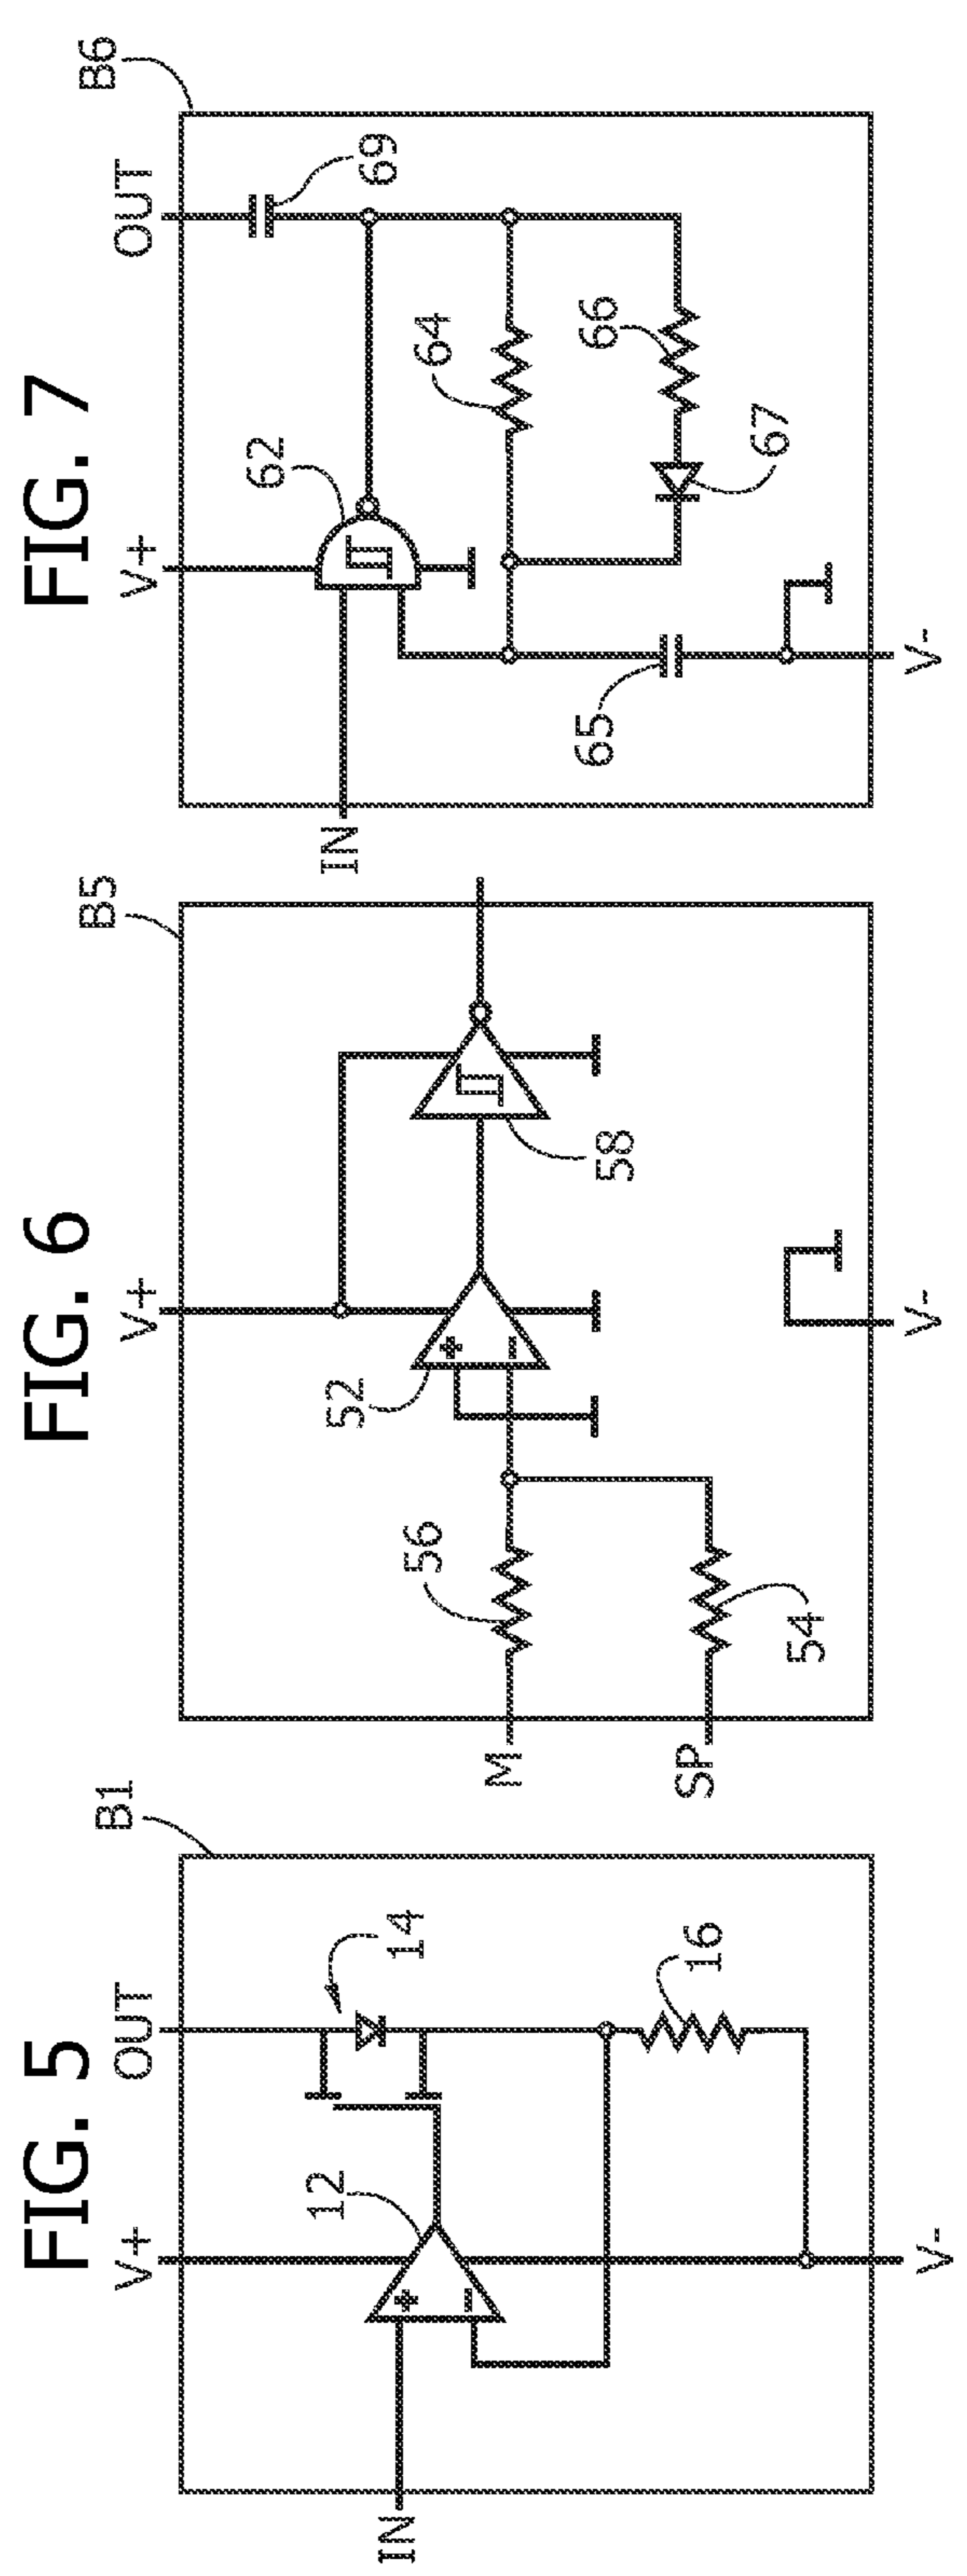 FIG. 5
B1
V+
OUT
12
14
+
−
16
IN
V-
FIG. 6
B5
V+
52
+
−
56
58
M
54
SP
V-
FIG. 7
B6
V+
OUT
62
69
64
66
67
65
IN
V-